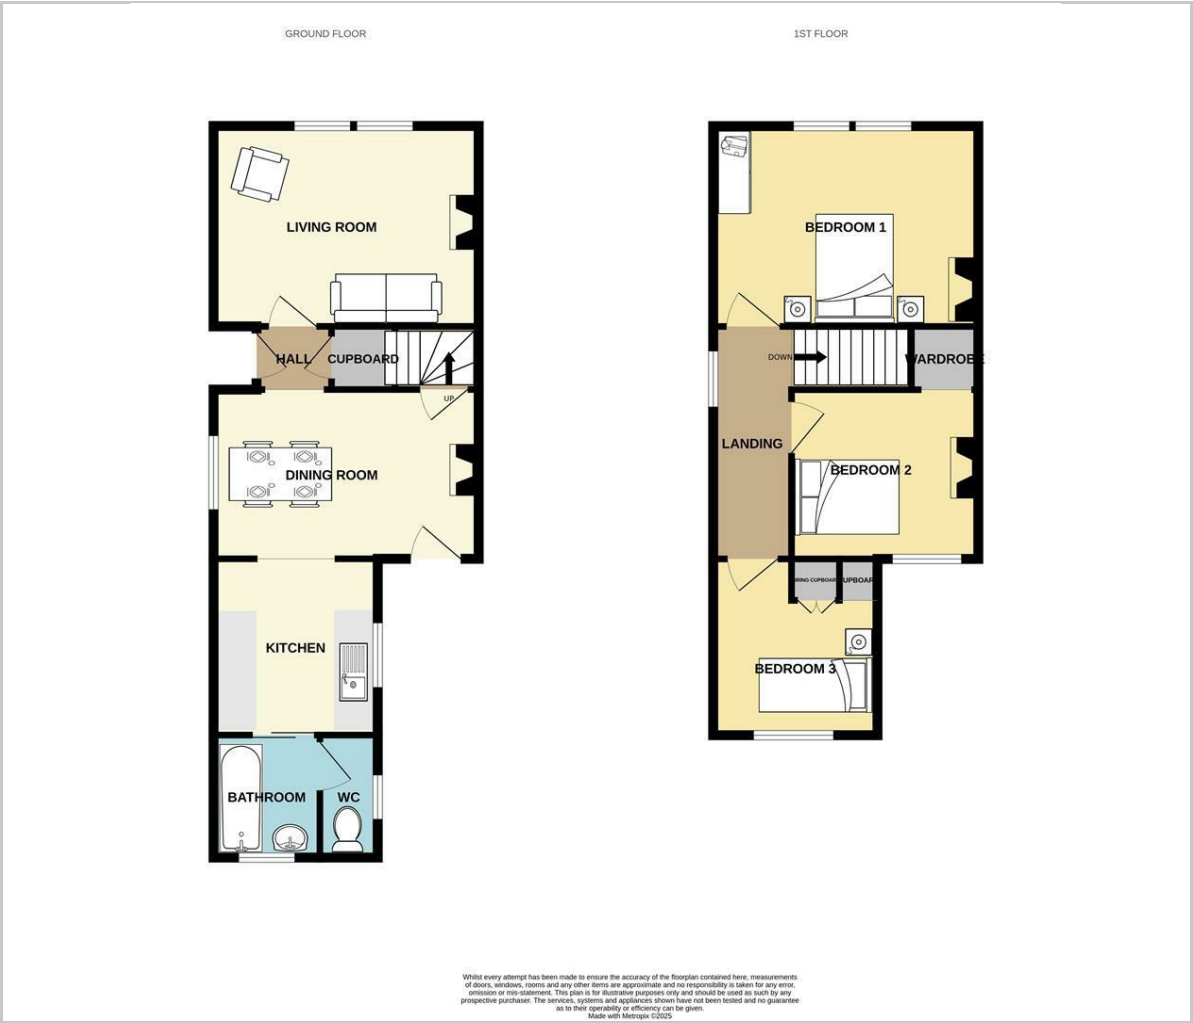 GROUND FLOOR
1ST FLOOR
LIVING ROOM
HALL
CUPBOARD
UP
DINING ROOM
KITCHEN
BATHROOM
WC
BEDROOM 1
DOWN
WARDROBE
LANDING
BEDROOM 2
IRING CUPBOAR
UPBOAR
BEDROOM 3
Whilst every attempt has been made to ensure the accuracy of the floorplan contained here, measurements
of doors, windows, rooms and any other items are approximate and no responsibility is taken for any error,
omission or mis-statement. This plan is for illustrative purposes only and should be used as such by any
prospective purchaser. The services, systems and appliances shown have not been tested and no guarantee
as to their operability or efficiency can be given.
Made with Metropix ©2025